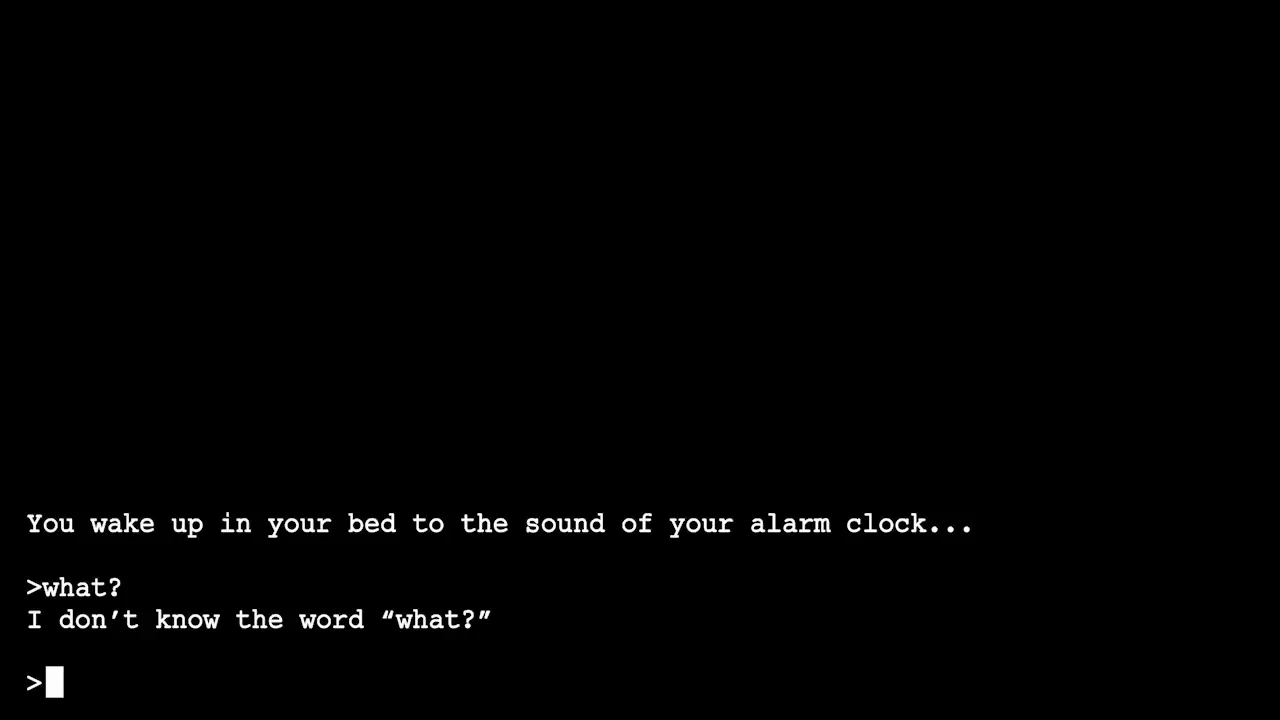 You wake up in your bed to the sound of your alarm clock...
>what?
I don’t know the word “what?”
>